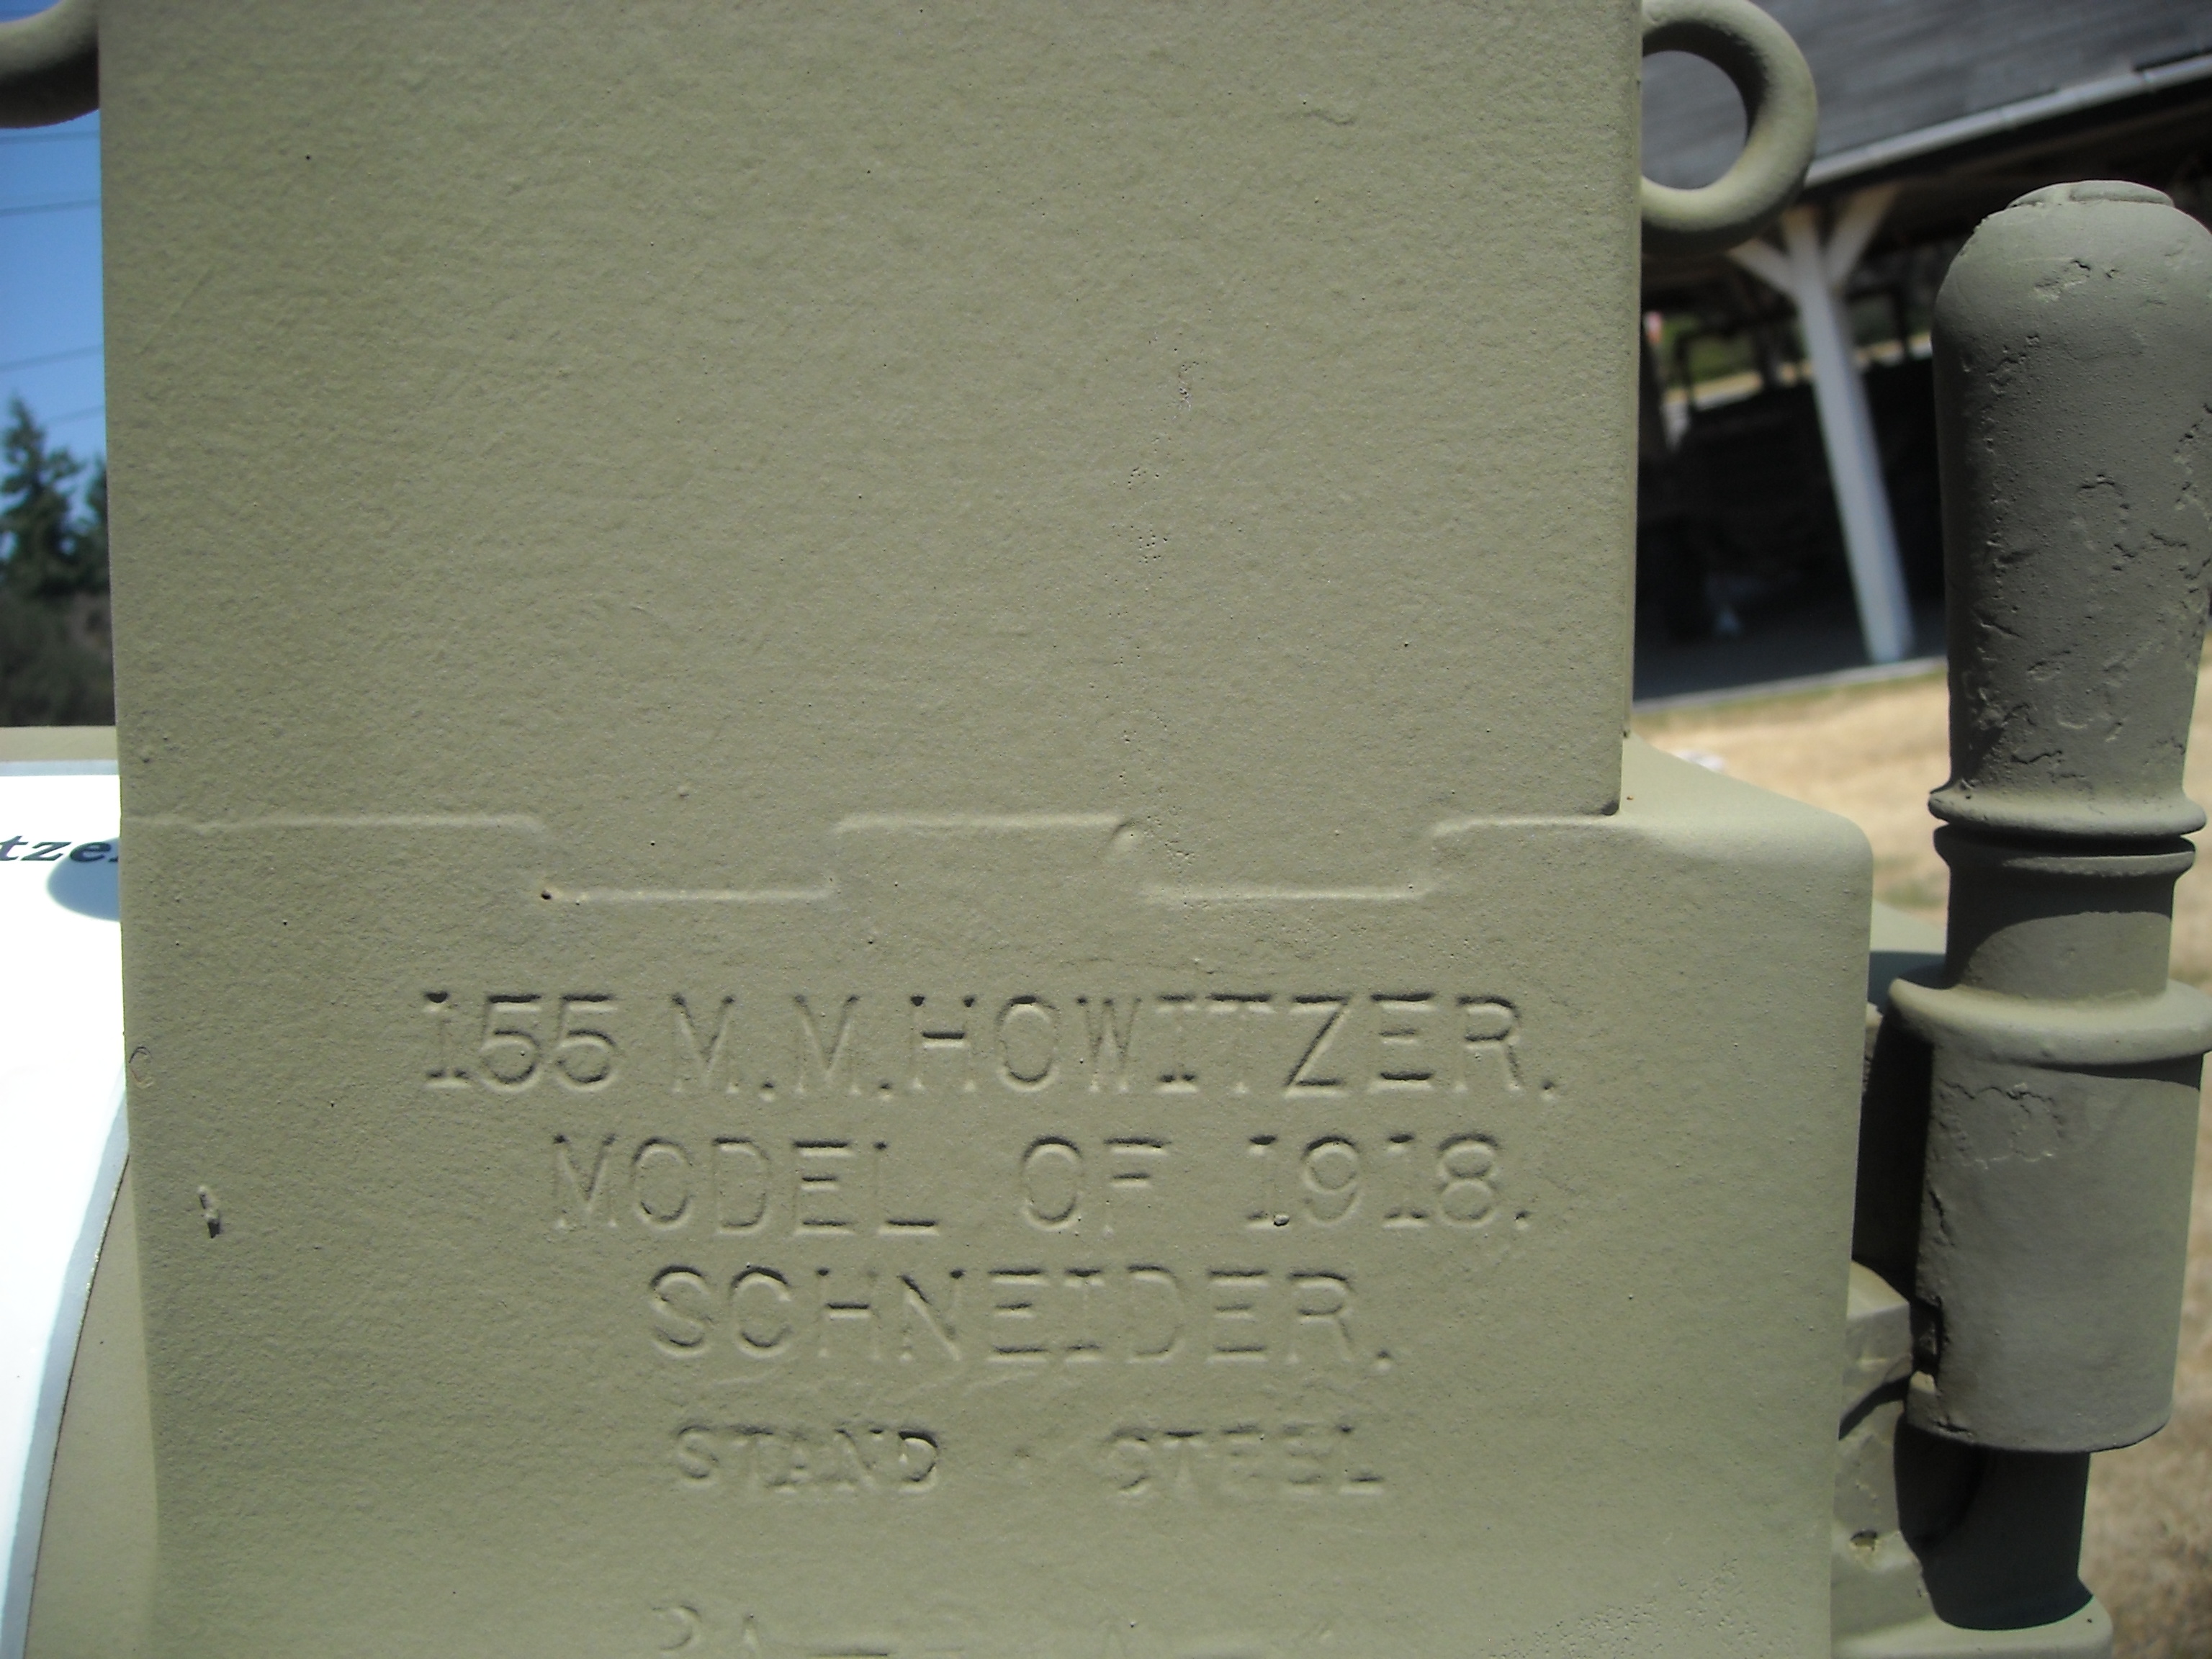 155 M.M.HOWITZER.
MODEL OF 1918.
SCHNEIDER.
STAND. STEEL